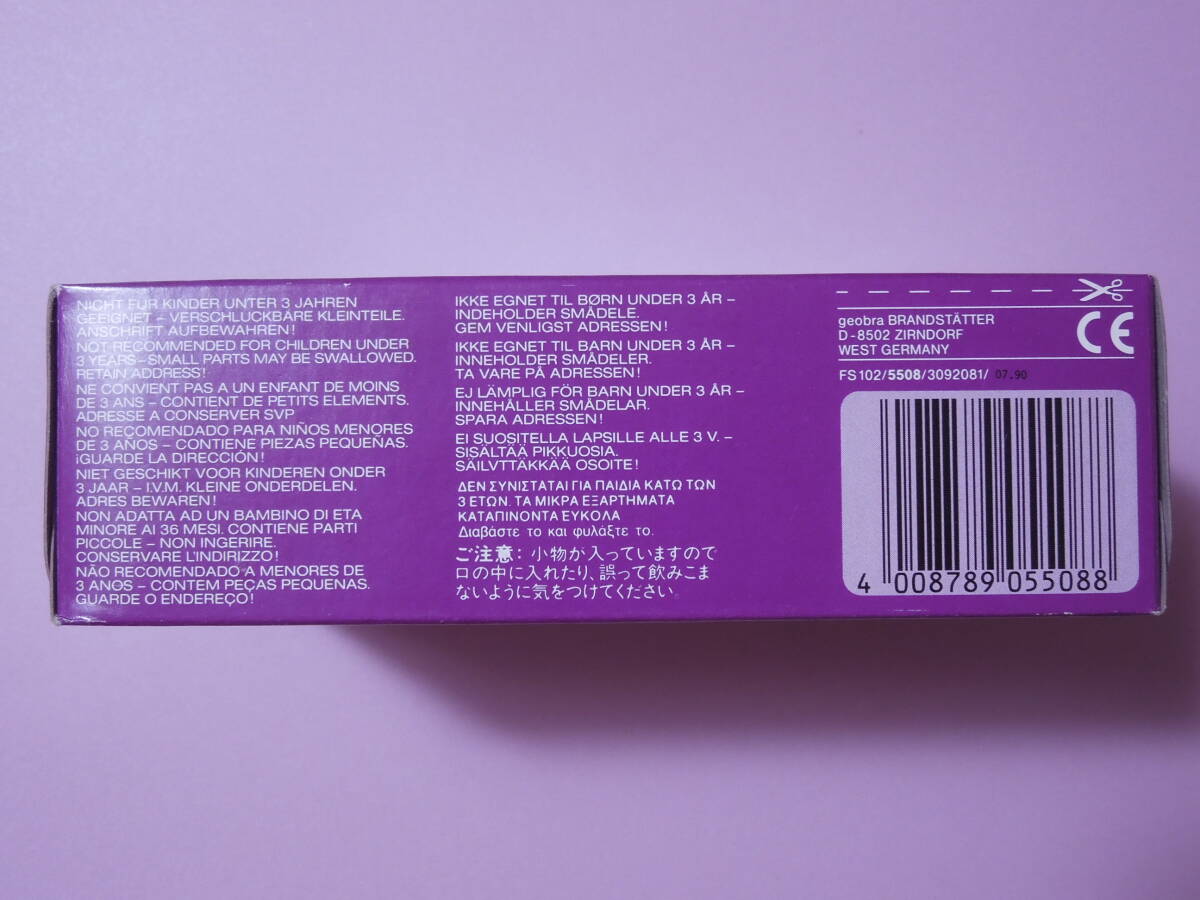 NICHT FÜR KINDER UNTER 3 JAHREN
GEEIGNET – VERSCHLUCKBARE KLEINTEILE.
ANSCHRIFT AUFBEWAHREN!
NOT RECOMMENDED FOR CHILDREN UNDER
3 YEARS – SMALL PARTS MAY BE SWALLOWED.
RETAIN ADDRESS!
NE CONVIENT PAS A UN ENFANT DE MOINS
DE 3 ANS – CONTIENT DE PETITS ELEMENTS.
ADRESSE A CONSERVER SVP
NO RECOMENDADO PARA NIÑOS MENORES
DE 3 AÑOS – CONTIENE PIEZAS PEQUEÑAS.
¡GUARDE LA DIRECCIÓN!
NIET GESCHIKT VOOR KINDEREN ONDER
3 JAAR – I.V.M. KLEINE ONDERDELEN.
ADRES BEWAREN!
NON ADATTA AD UN BAMBINO DI ETA
MINORE AI 36 MESI. CONTIENE PARTI
PICCOLE – NON INGERIRE.
CONSERVARE L'INDIRIZZO!
NÃO RECOMENDADO A MENORES DE
3 ANOS – CONTEM PEÇAS PEQUENAS.
GUARDE O ENDEREÇO!
IKKE EGNET TIL BØRN UNDER 3 ÅR –
INDEHOLDER SMÅDELE.
GEM VENLIGST ADRESSEN!
IKKE EGNET TIL BARN UNDER 3 ÅR –
INNEHOLDER SMÅDELER.
TA VARE PÅ ADRESSEN!
EJ LÄMPLIG FÖR BARN UNDER 3 ÅR –
INNEHÅLLER SMÅDELAR.
SPARA ADRESSEN!
EI SUOSITELLA LAPSILLE ALLE 3 V. –
SISÄLTÄÄ PIKKUOSIA.
SÄILVTTÄKKÄÄ OSOITE!
ΔΕΝ ΣΥΝΙΣΤΑΤΑΙ ΓΙΑ ΠΑΙΔΙΑ ΚΑΤΩ ΤΩΝ
3 ΕΤΩΝ. ΤΑ ΜΙΚΡΑ ΕΞΑΡΤΗΜΑΤΑ
ΚΑΤΑΠΙΝΟΝΤΑ ΕΥΚΟΛΑ
Διαβάστε το και φυλάξτε το.
ご注意：小物が入っていますので
口の中に入れたり、誤って飲みこま
ないように気をつけてください。
geobra BRANDSTÄTTER
D-8502 ZIRNDORF
WEST GERMANY
CE
FS102/5508/3092081/ 07.90
4 008789 055088